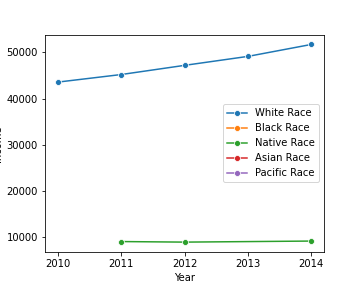 50000
40000
30000
20000
10000
White Race
Black Race
Native Race
Asian Race
Pacific Race
2010 2011 2012 2013 2014
Year